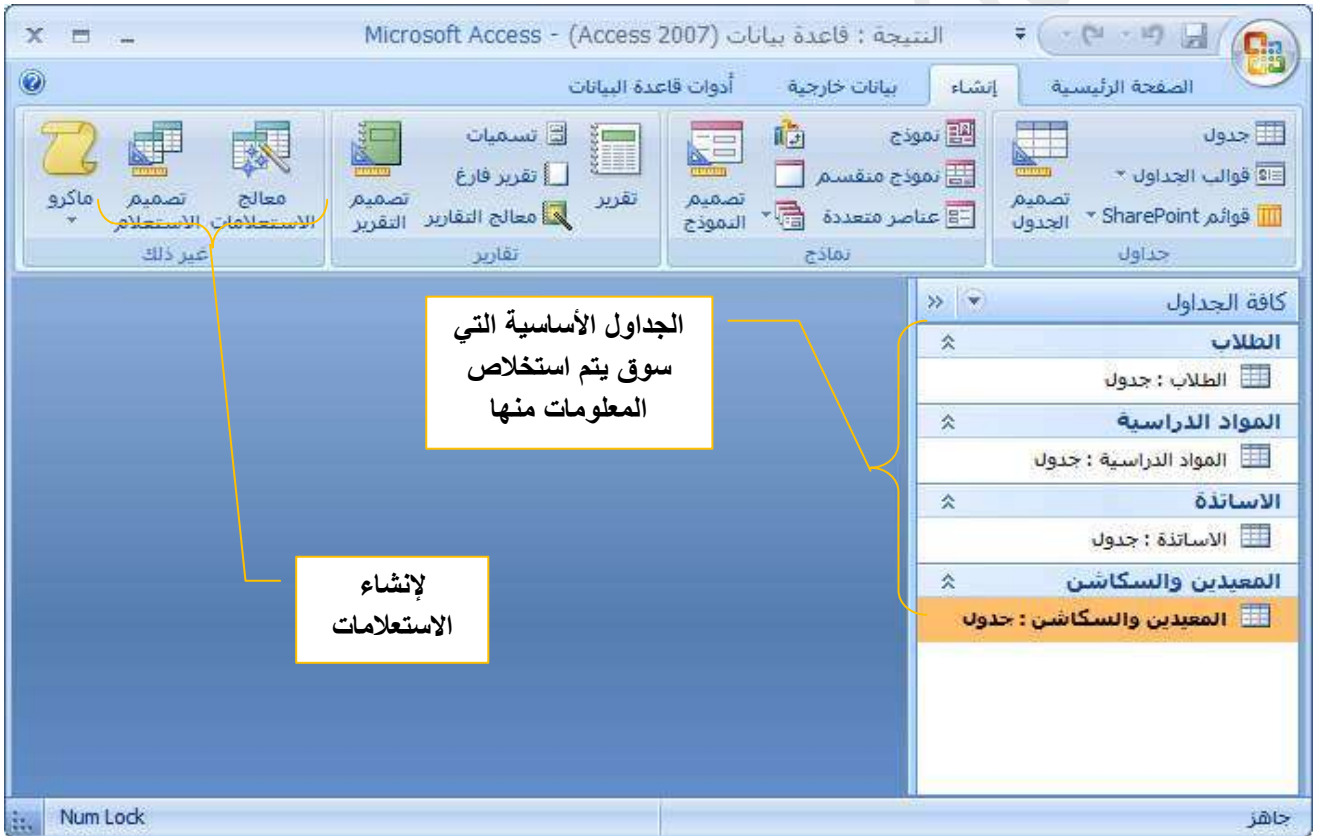 النتيجة : قاعدة بيانات (Access 2007) - Microsoft Access
الصفحة الرئيسية
إنشاء
بيانات خارجية
أدوات قاعدة البيانات
جدول
قوالب الجداول
قوائم SharePoint
تصميم
الجدول
جداول
نموذج
نموذج منقسم
عناصر متعددة
تصميم
النموذج
نماذج
تقرير
تسميات
تقرير فارغ
معالج التقارير
تصميم
التقرير
تقارير
معالج
الاستعلامات
تصميم
الاستعلام
ماكرو
غير ذلك
كافة الجداول
الطلاب
الطلاب : جدول
المواد الدراسية
المواد الدراسية : جدول
الاساتذة
الاساتذة : جدول
المعيدين والسكاشن
المعيدين والسكاشن : جدول
الجداول الأساسية التي
سوق يتم استخلاص
المعلومات منها
لإنشاء
الاستعلامات
جاهز
Num Lock